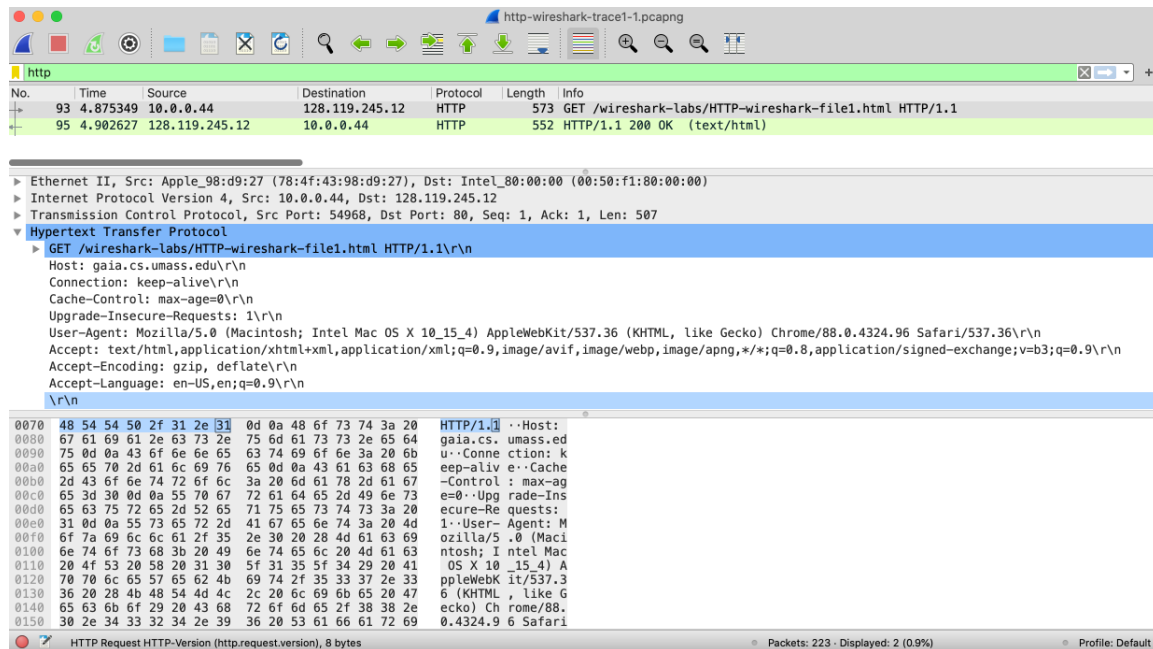 http-wireshark-trace1-1.pcapng
http
No. Time Source Destination Protocol Length Info
93 4.875349 10.0.0.44 128.119.245.12 HTTP 573 GET /wireshark-labs/HTTP-wireshark-file1.html HTTP/1.1
95 4.902627 128.119.245.12 10.0.0.44 HTTP 552 HTTP/1.1 200 OK (text/html)
Ethernet II, Src: Apple_98:d9:27 (78:4f:43:98:d9:27), Dst: Intel_80:00:00 (00:50:f1:80:00:00)
Internet Protocol Version 4, Src: 10.0.0.44, Dst: 128.119.245.12
Transmission Control Protocol, Src Port: 54968, Dst Port: 80, Seq: 1, Ack: 1, Len: 507
Hypertext Transfer Protocol
GET /wireshark-labs/HTTP-wireshark-file1.html HTTP/1.1\r\n
Host: gaia.cs.umass.edu\r\n
Connection: keep-alive\r\n
Cache-Control: max-age=0\r\n
Upgrade-Insecure-Requests: 1\r\n
User-Agent: Mozilla/5.0 (Macintosh; Intel Mac OS X 10_15_4) AppleWebKit/537.36 (KHTML, like Gecko) Chrome/88.0.4324.96 Safari/537.36\r\n
Accept: text/html,application/xhtml+xml,application/xml;q=0.9,image/avif,image/webp,image/apng,*/*;q=0.8,application/signed-exchange;v=b3;q=0.9\r\n
Accept-Encoding: gzip, deflate\r\n
Accept-Language: en-US,en;q=0.9\r\n
\r\n
0070 48 54 54 50 2f 31 2e 31 0d 0a 48 6f 73 74 3a 20 HTTP/1.1 ··Host:
0080 67 61 69 61 2e 63 73 2e 75 6d 61 73 73 2e 65 64 gaia.cs. umass.ed
0090 75 0d 0a 43 6f 6e 6e 65 63 74 69 6f 6e 3a 20 6b u··Conne ction: k
00a0 65 65 70 2d 61 6c 69 76 65 0d 0a 43 61 63 68 65 eep-aliv e··Cache
00b0 2d 43 6f 6e 74 72 6f 6c 3a 20 6d 61 78 2d 61 67 -Control : max-ag
00c0 65 3d 30 0d 0a 55 70 67 72 61 64 65 2d 49 6e 73 e=0··Upg rade-Ins
00d0 65 63 75 72 65 2d 52 65 71 75 65 73 74 73 3a 20 ecure-Re quests:
00e0 31 0d 0a 55 73 65 72 2d 41 67 65 6e 74 3a 20 4d 1··User- Agent: M
00f0 6f 7a 69 6c 6c 61 2f 35 2e 30 20 28 4d 61 63 69 ozilla/5 .0 (Maci
0100 6e 74 6f 73 68 3b 20 49 6e 74 65 6c 20 4d 61 63 ntosh; I ntel Mac
0110 20 4f 53 20 58 20 31 30 5f 31 35 5f 34 29 20 41 OS X 10 _15_4) A
0120 70 70 6c 65 57 65 62 4b 69 74 2f 35 33 37 2e 33 ppleWebK it/537.3
0130 36 20 28 4b 48 54 4d 4c 2c 20 6c 69 6b 65 20 47 6 (KHTML , like G
0140 65 63 6b 6f 29 20 43 68 72 6f 6d 65 2f 38 38 2e ecko) Ch rome/88.
0150 30 2e 34 33 32 34 2e 39 36 20 53 61 66 61 72 69 0.4324.9 6 Safari
HTTP Request HTTP-Version (http.request.version), 8 bytes Packets: 223 · Displayed: 2 (0.9%) Profile: Default